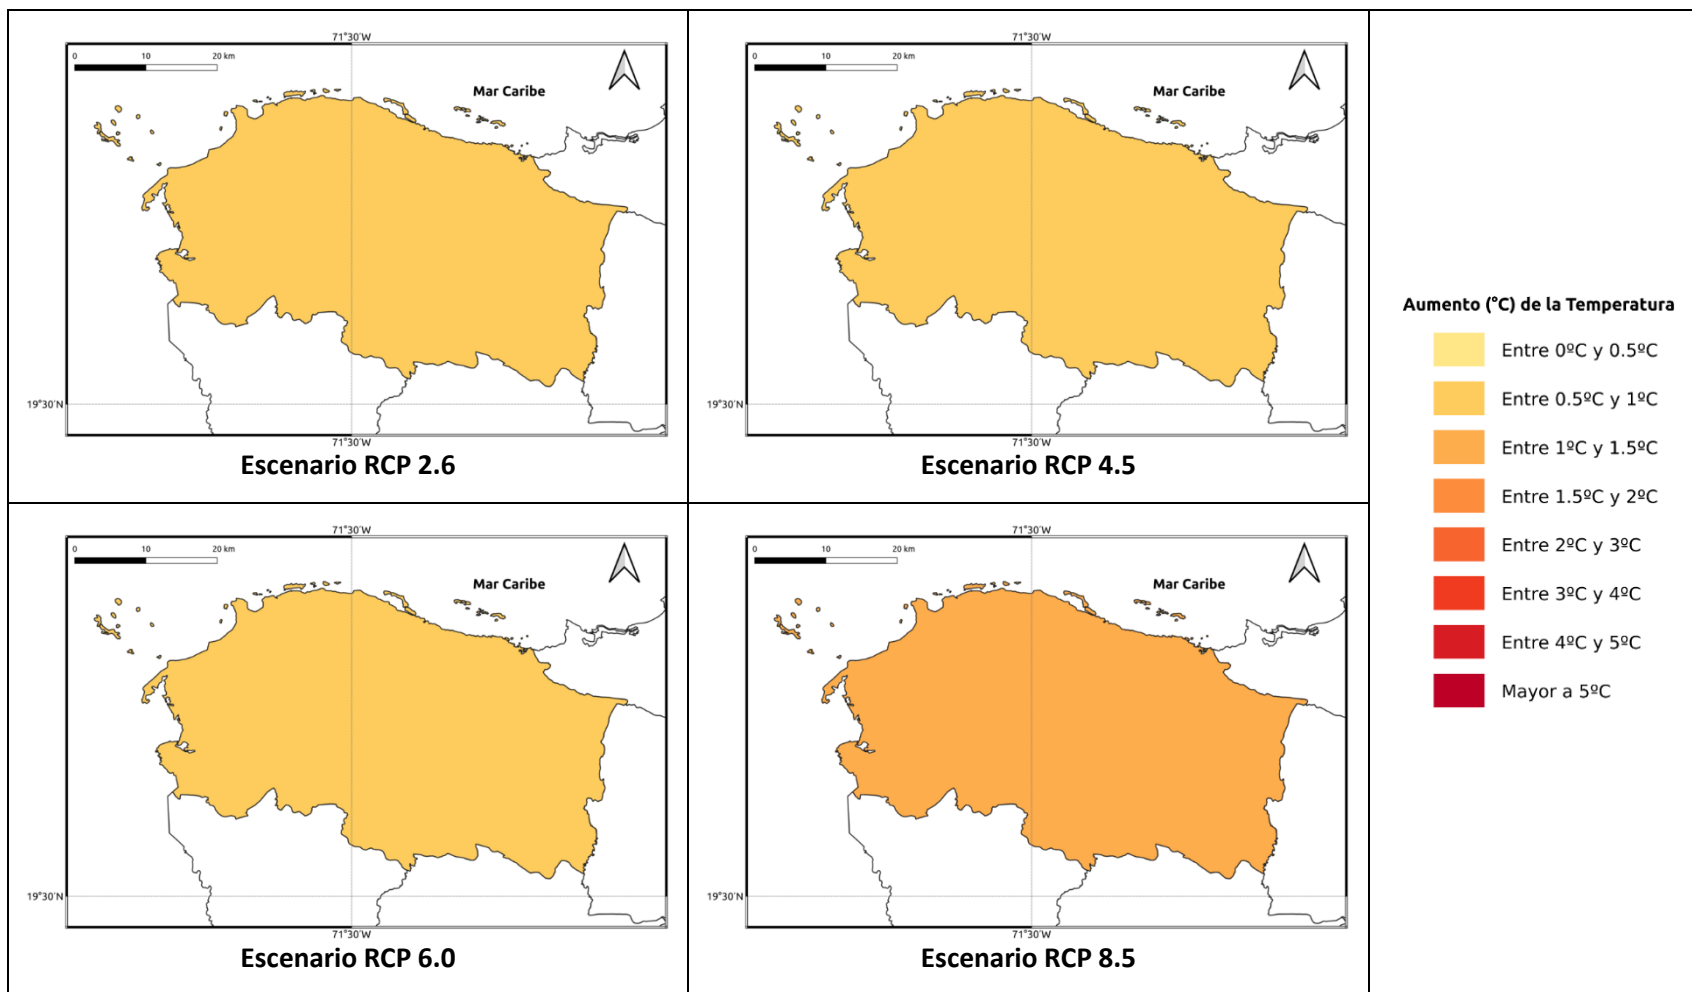 71°30'W
0 10 20 km
Mar Caribe
19°30'N
71°30'W
Escenario RCP 2.6
71°30'W
0 10 20 km
Mar Caribe
19°30'N
71°30'W
Escenario RCP 4.5
71°30'W
0 10 20 km
Mar Caribe
19°30'N
71°30'W
Escenario RCP 6.0
71°30'W
0 10 20 km
Mar Caribe
19°30'N
71°30'W
Escenario RCP 8.5
Aumento (°C) de la Temperatura
Entre 0ºC y 0.5ºC
Entre 0.5ºC y 1ºC
Entre 1ºC y 1.5ºC
Entre 1.5ºC y 2ºC
Entre 2ºC y 3ºC
Entre 3ºC y 4ºC
Entre 4ºC y 5ºC
Mayor a 5ºC